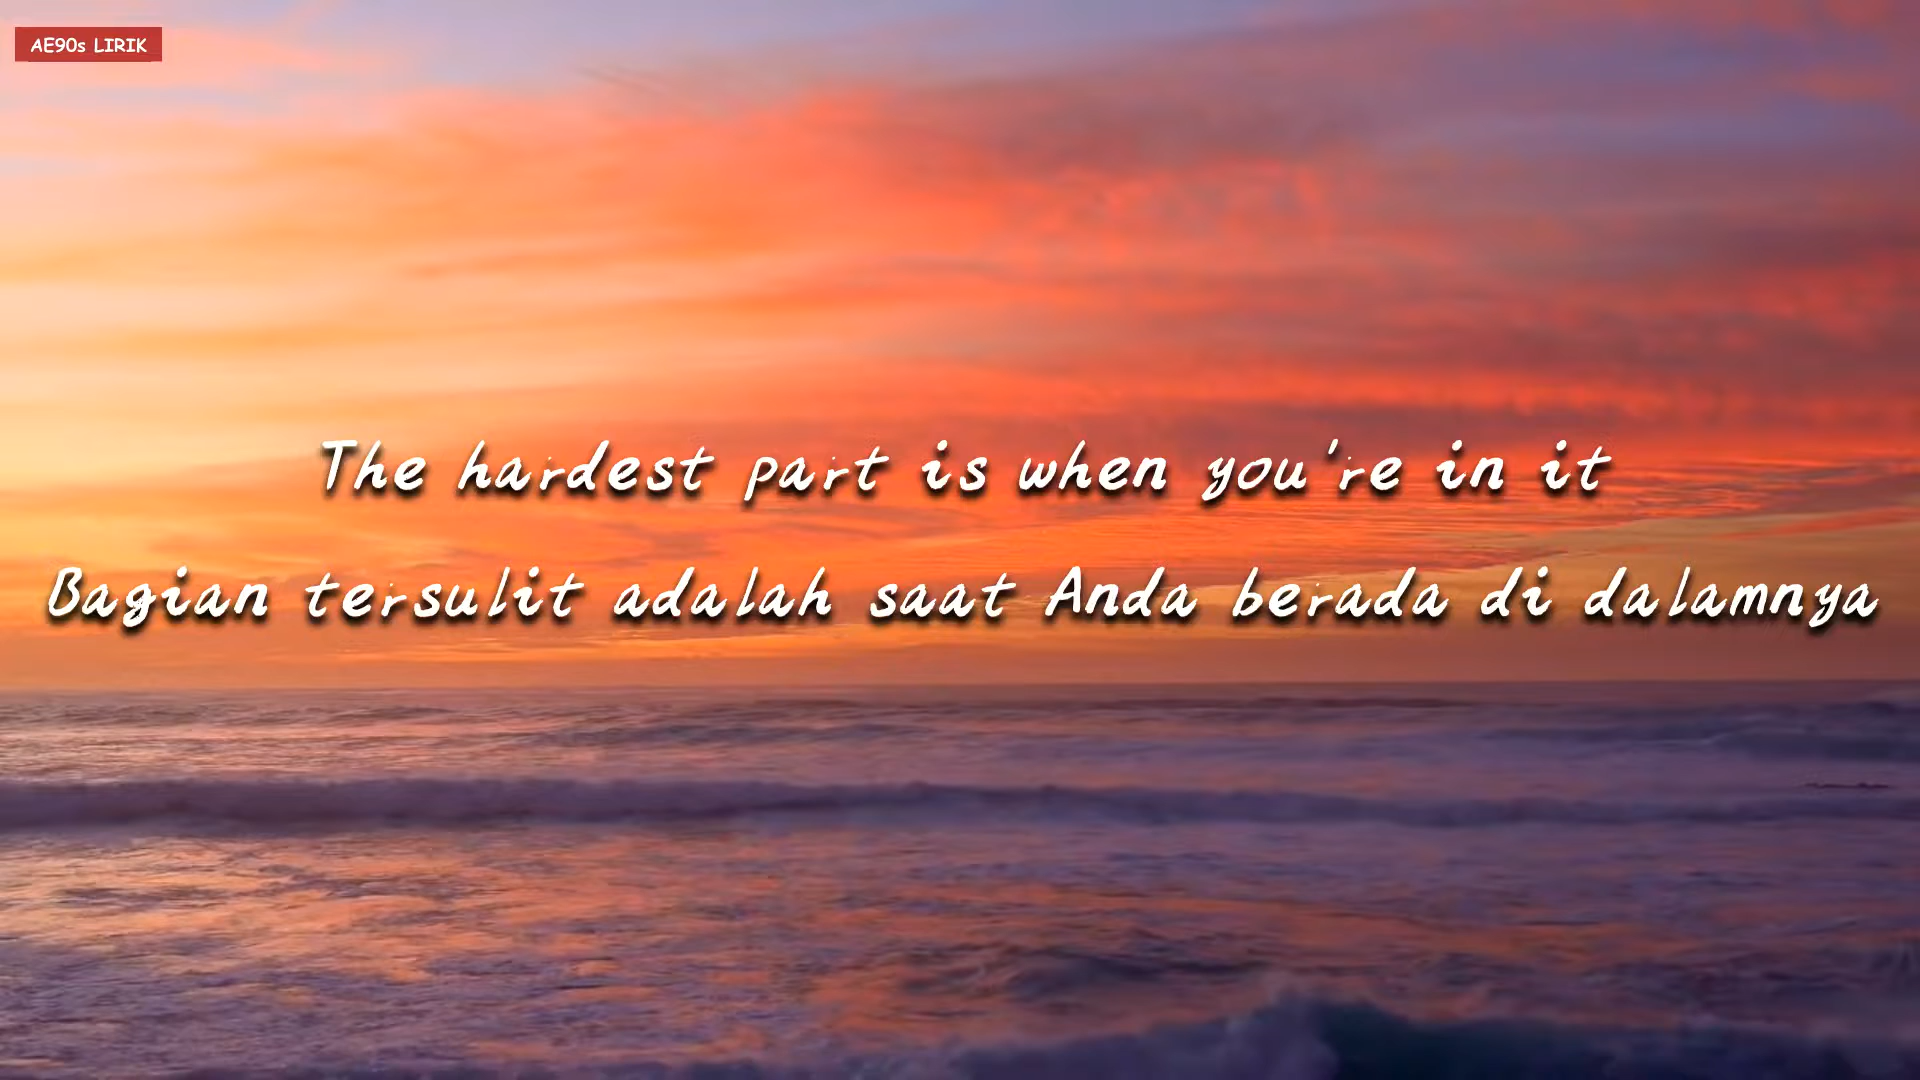 AE90s LIRIK
The hardest part is when you're in it
Bagian tersulit adalah saat Anda berada di dalamnya